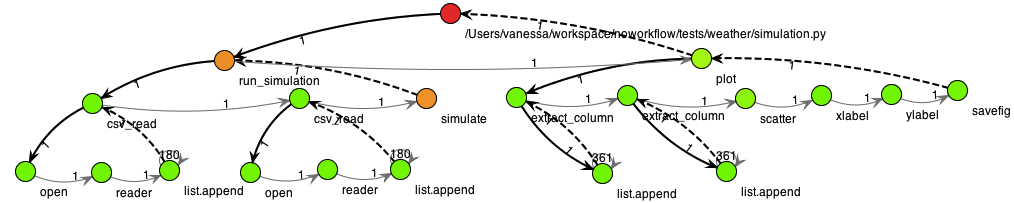 1
1
/Users/vanessa/workspace/noworkflow/tests/weather/simulation.py
1
1
run_simulation
plot
1
1
1
1
csv_read
1
csv_read
1
simulate
1
extract_column
1
extract_column
1
scatter
1
xlabel
1
ylabel
savefig
1
1
1
1
180
180
361
361
open
1
reader
1
list.append
open
1
reader
1
list.append
list.append
list.append